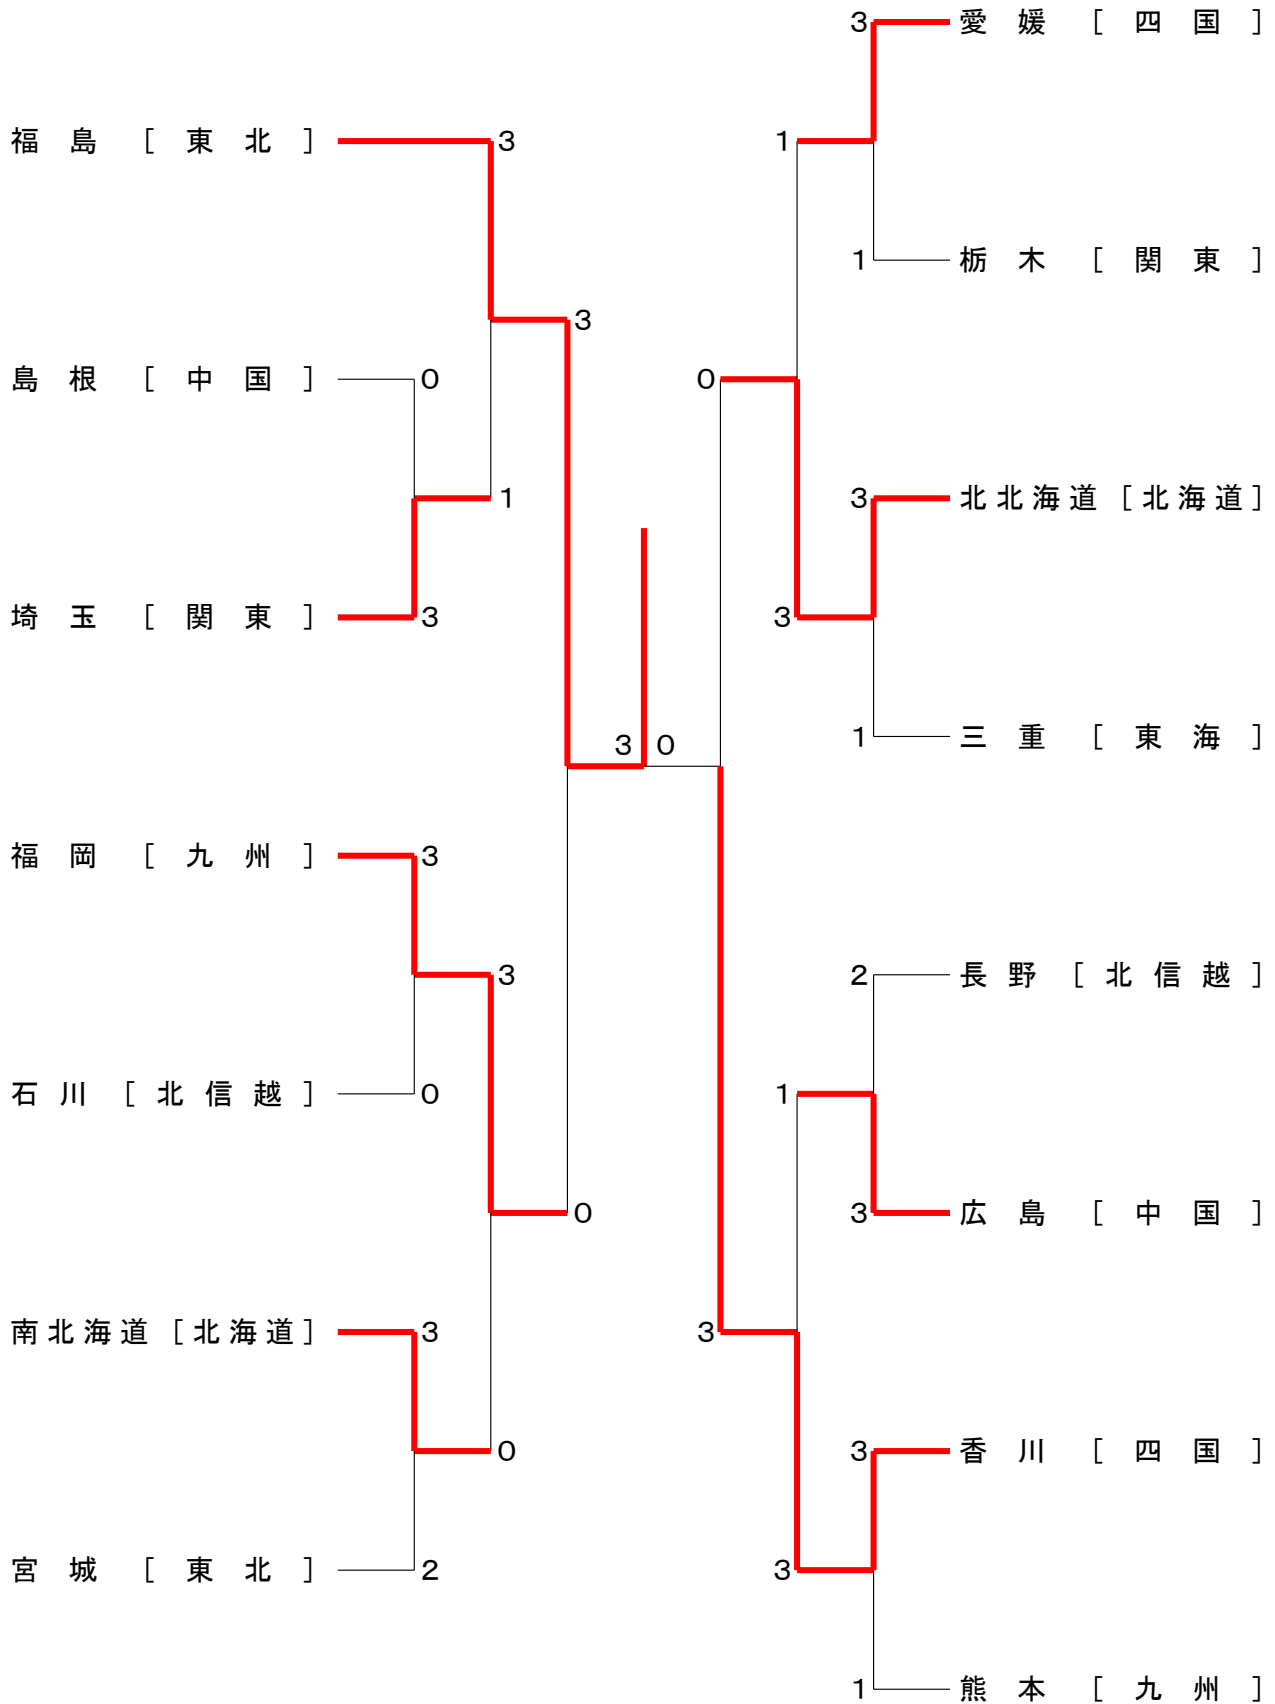 3 愛媛 [四国]
福島 [東北] 3
1
1 栃木 [関東]
3
島根 [中国] 0
0
1
3 北北海道 [北海道]
埼玉 [関東] 3
3
1 三重 [東海]
3 0
福岡 [九州] 3
3
2 長野 [北信越]
石川 [北信越] 0
1
0
3 広島 [中国]
南北海道 [北海道] 3
3
0
3 香川 [四国]
宮城 [東北] 2
3
1 熊本 [九州]